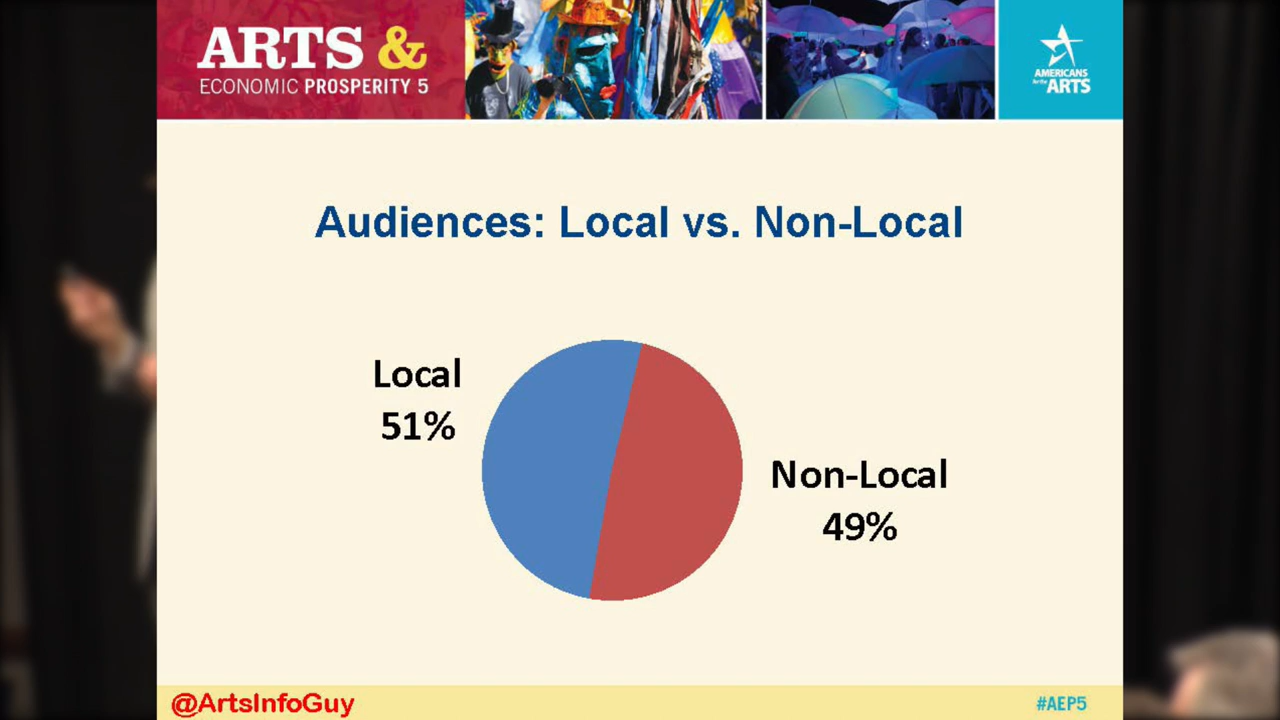 ARTS &
ECONOMIC PROSPERITY 5
AMERICANS
for the ARTS
Audiences: Local vs. Non-Local
Local
51%
Non-Local
49%
@ArtsInfoGuy
#AEP5